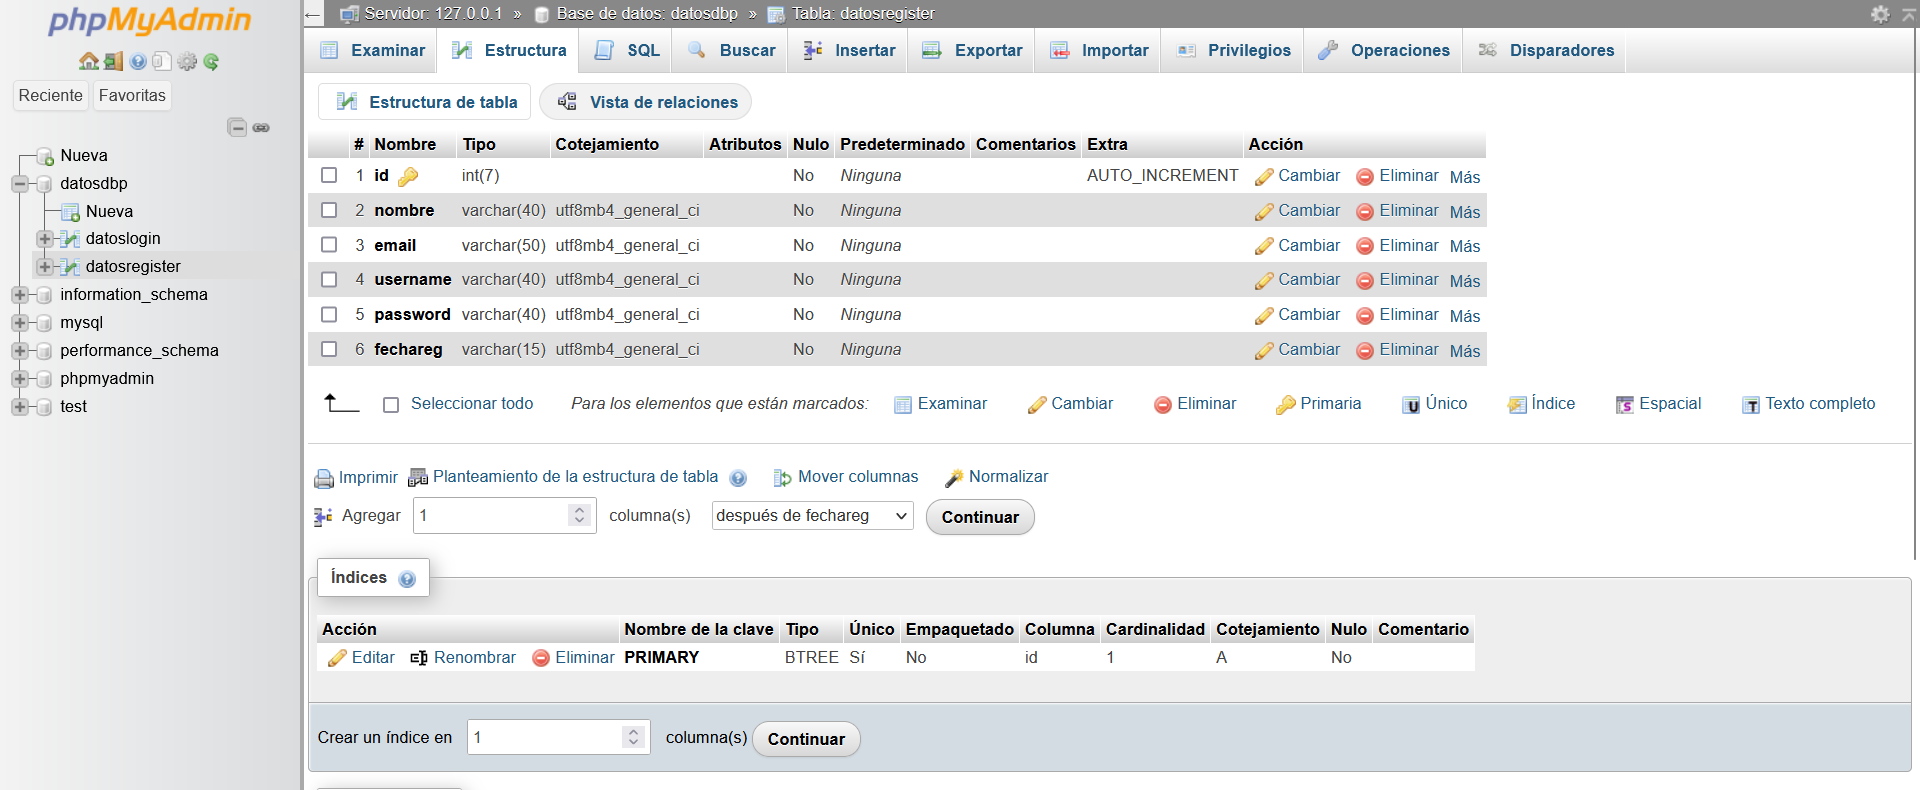 phpMyAdmin
Reciente Favoritas
Nueva
datosdbp
Nueva
datoslogin
datosregister
information_schema
mysql
performance_schema
phpmyadmin
test
← Servidor: 127.0.0.1 » Base de datos: datosdbp » Tabla: datosregister
Examinar Estructura SQL Buscar Insertar Exportar Importar Privilegios Operaciones Disparadores
Estructura de tabla Vista de relaciones
# Nombre Tipo Cotejamiento Atributos Nulo Predeterminado Comentarios Extra Acción
1 id int(7) No Ninguna AUTO_INCREMENT Cambiar Eliminar Más
2 nombre varchar(40) utf8mb4_general_ci No Ninguna Cambiar Eliminar Más
3 email varchar(50) utf8mb4_general_ci No Ninguna Cambiar Eliminar Más
4 username varchar(40) utf8mb4_general_ci No Ninguna Cambiar Eliminar Más
5 password varchar(40) utf8mb4_general_ci No Ninguna Cambiar Eliminar Más
6 fechareg varchar(15) utf8mb4_general_ci No Ninguna Cambiar Eliminar Más
Seleccionar todo Para los elementos que están marcados: Examinar Cambiar Eliminar Primaria Único Índice Espacial Texto completo
Imprimir Planteamiento de la estructura de tabla Mover columnas Normalizar
Agregar 1 columna(s) después de fechareg Continuar
Índices
Acción Nombre de la clave Tipo Único Empaquetado Columna Cardinalidad Cotejamiento Nulo Comentario
Editar Renombrar Eliminar PRIMARY BTREE Sí No id 1 A No
Crear un índice en 1 columna(s) Continuar